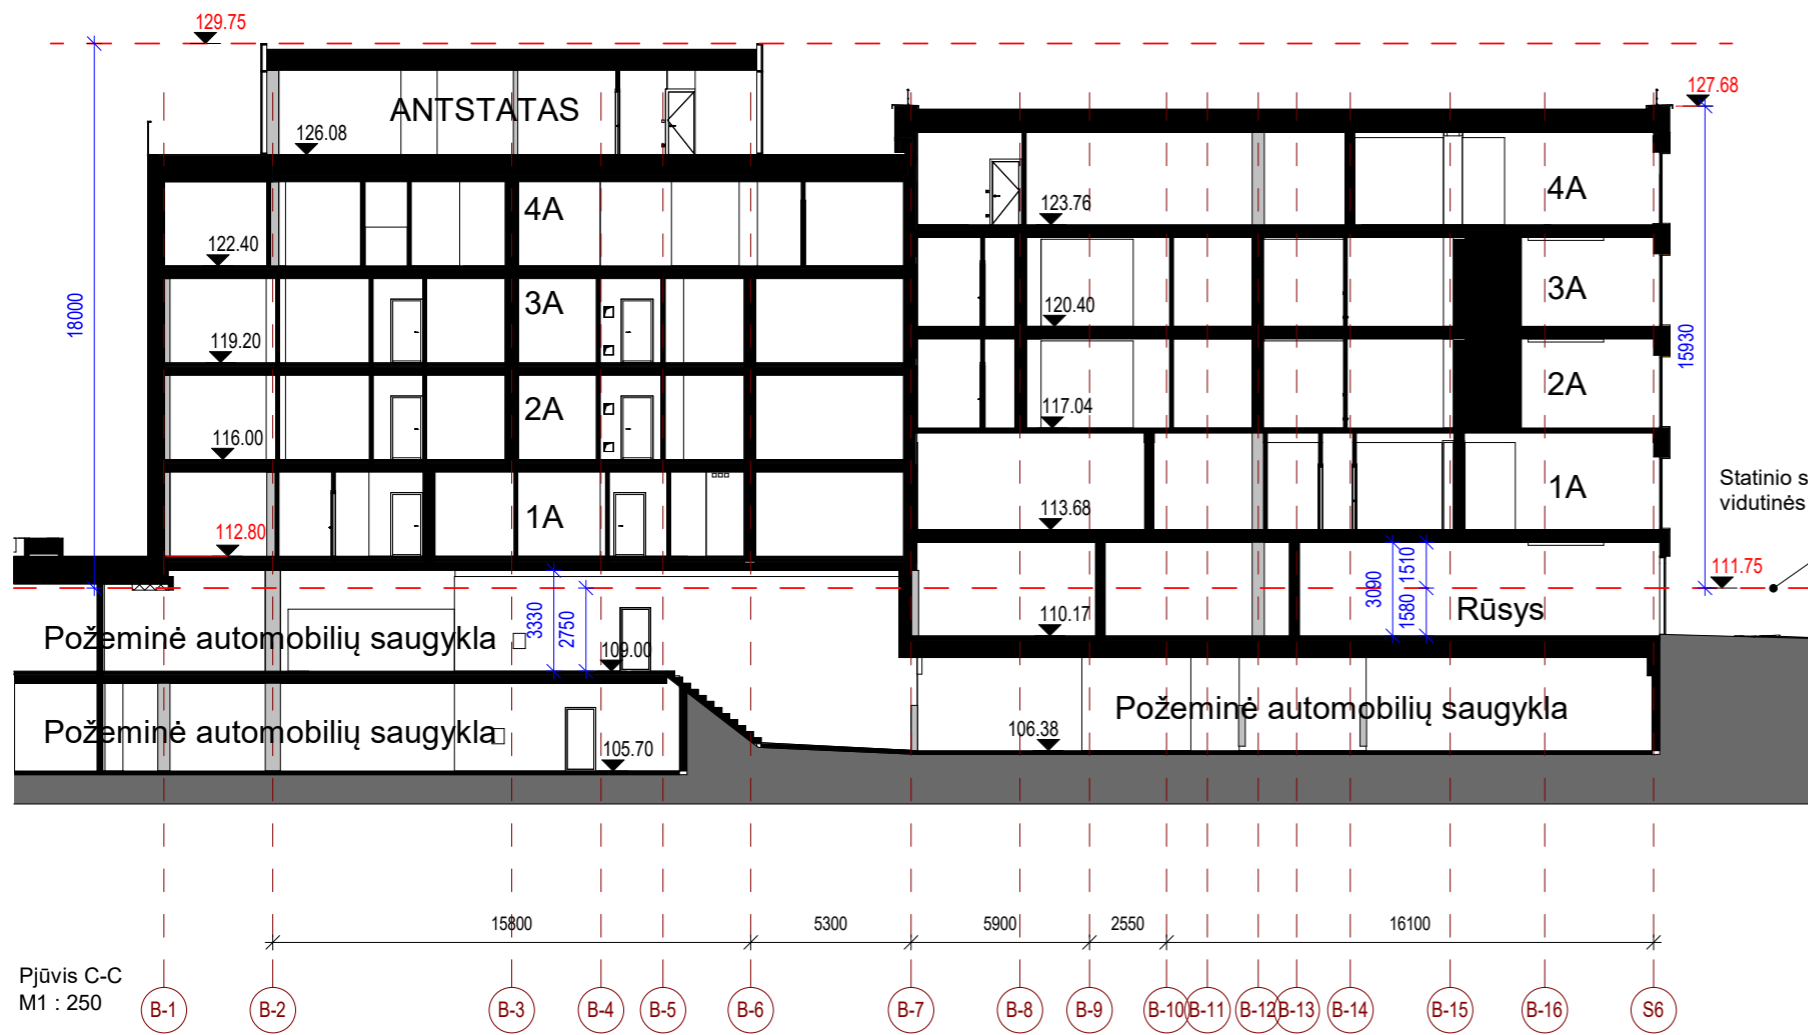 129.75
127.68
ANTSTATAS
126.08
4A
4A
123.76
122.40
3A
3A
18000
120.40
119.20
15930
2A
2A
117.04
116.00
Statinio s
vidutinės
1A
1A
113.68
112.80
1510
3090
111.75
1580
Rūsys
110.17
3330
2750
Požeminė automobilių saugykla
109.00
Požeminė automobilių saugykla
Požeminė automobilių saugykla
106.38
105.70
15800
5300
5900
2550
16100
Pjūvis C-C
M1 : 250
B-1
B-2
B-3
B-4
B-5
B-6
B-7
B-8
B-9
B-10
B-11
B-12
B-13
B-14
B-15
B-16
S6